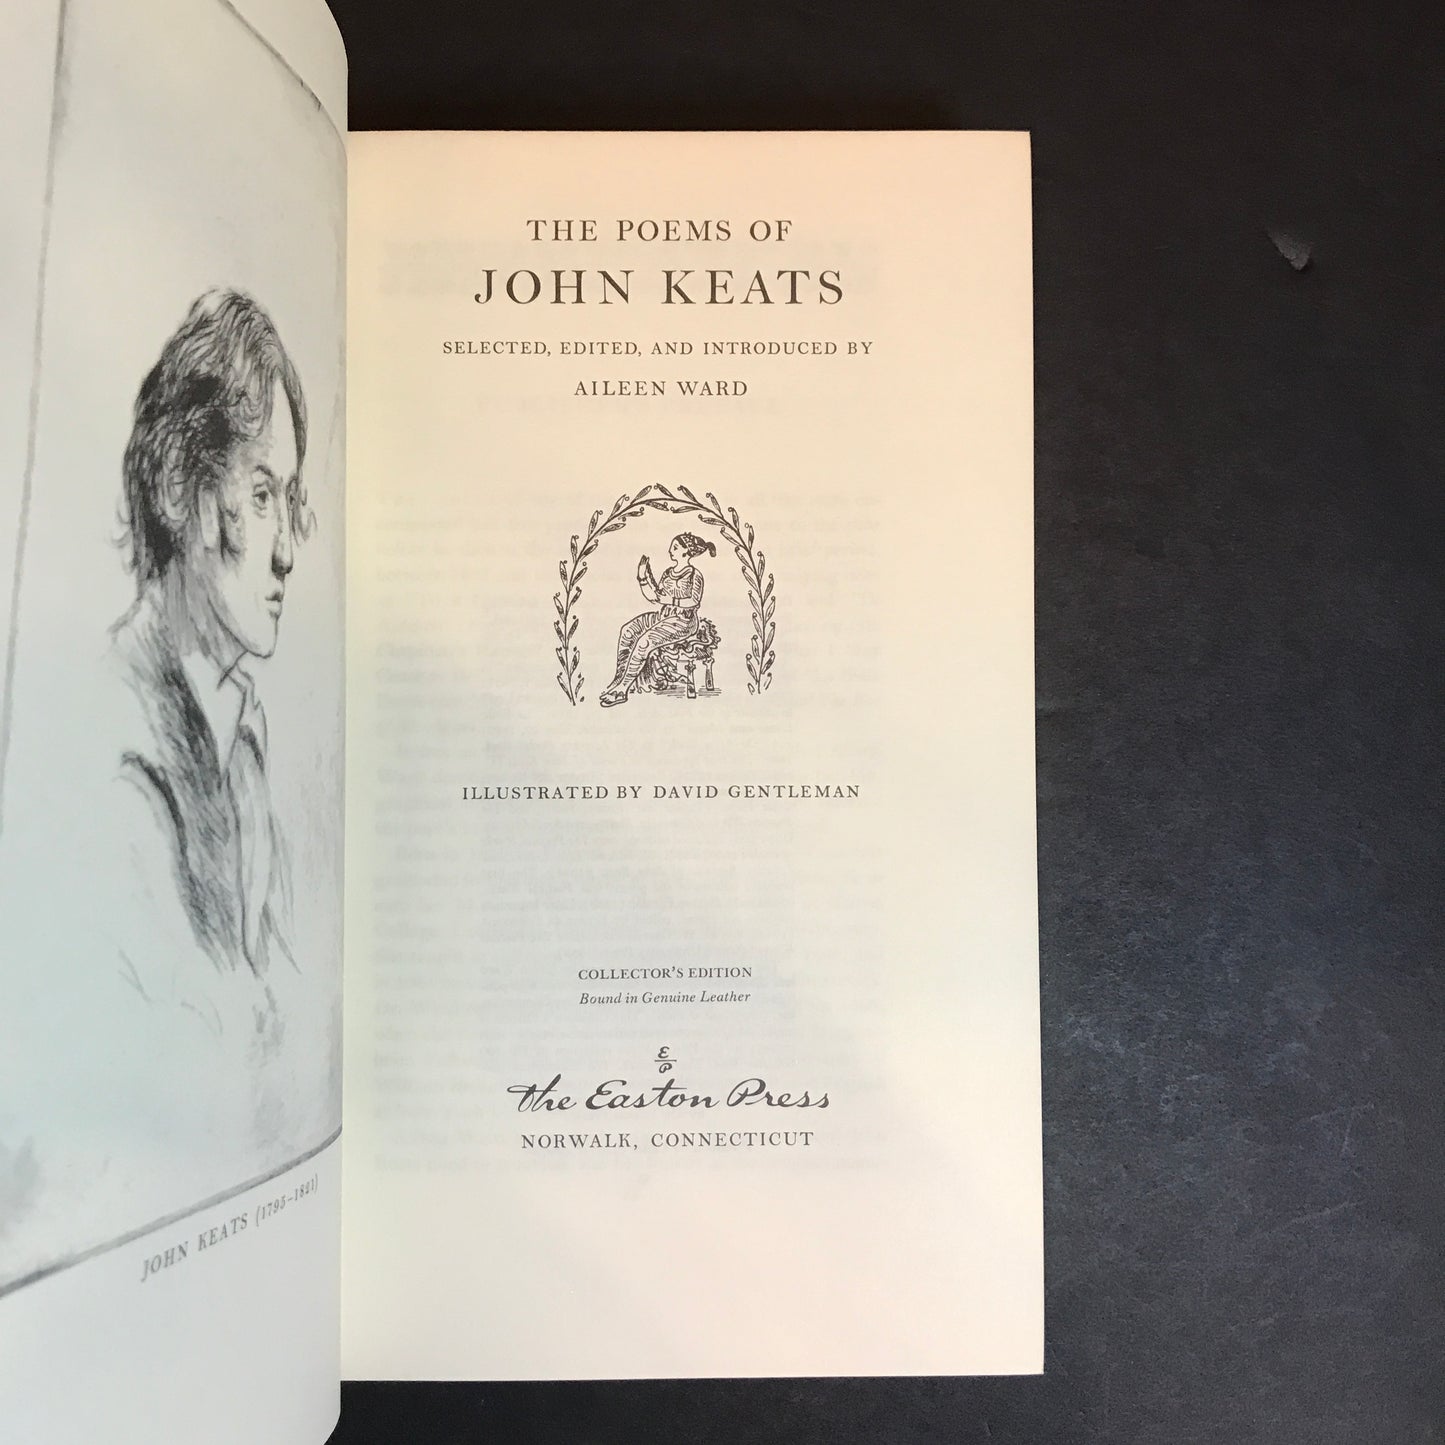 JOHN KEATS (1795–1821)
THE POEMS OF
JOHN KEATS
SELECTED, EDITED, AND INTRODUCED BY
AILEEN WARD
ILLUSTRATED BY DAVID GENTLEMAN
COLLECTOR'S EDITION
Bound in Genuine Leather
E
P
The Easton Press
NORWALK, CONNECTICUT